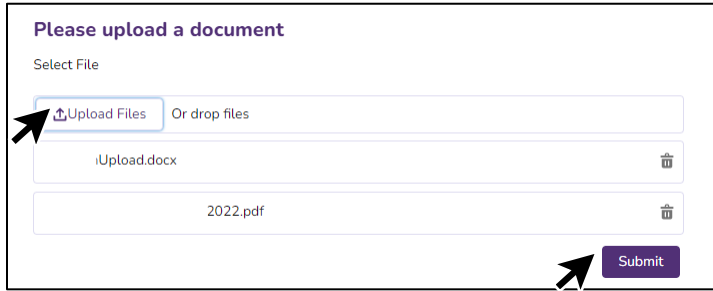 Please upload a document
Select File
Upload Files Or drop files
Upload.docx
2022.pdf
Submit